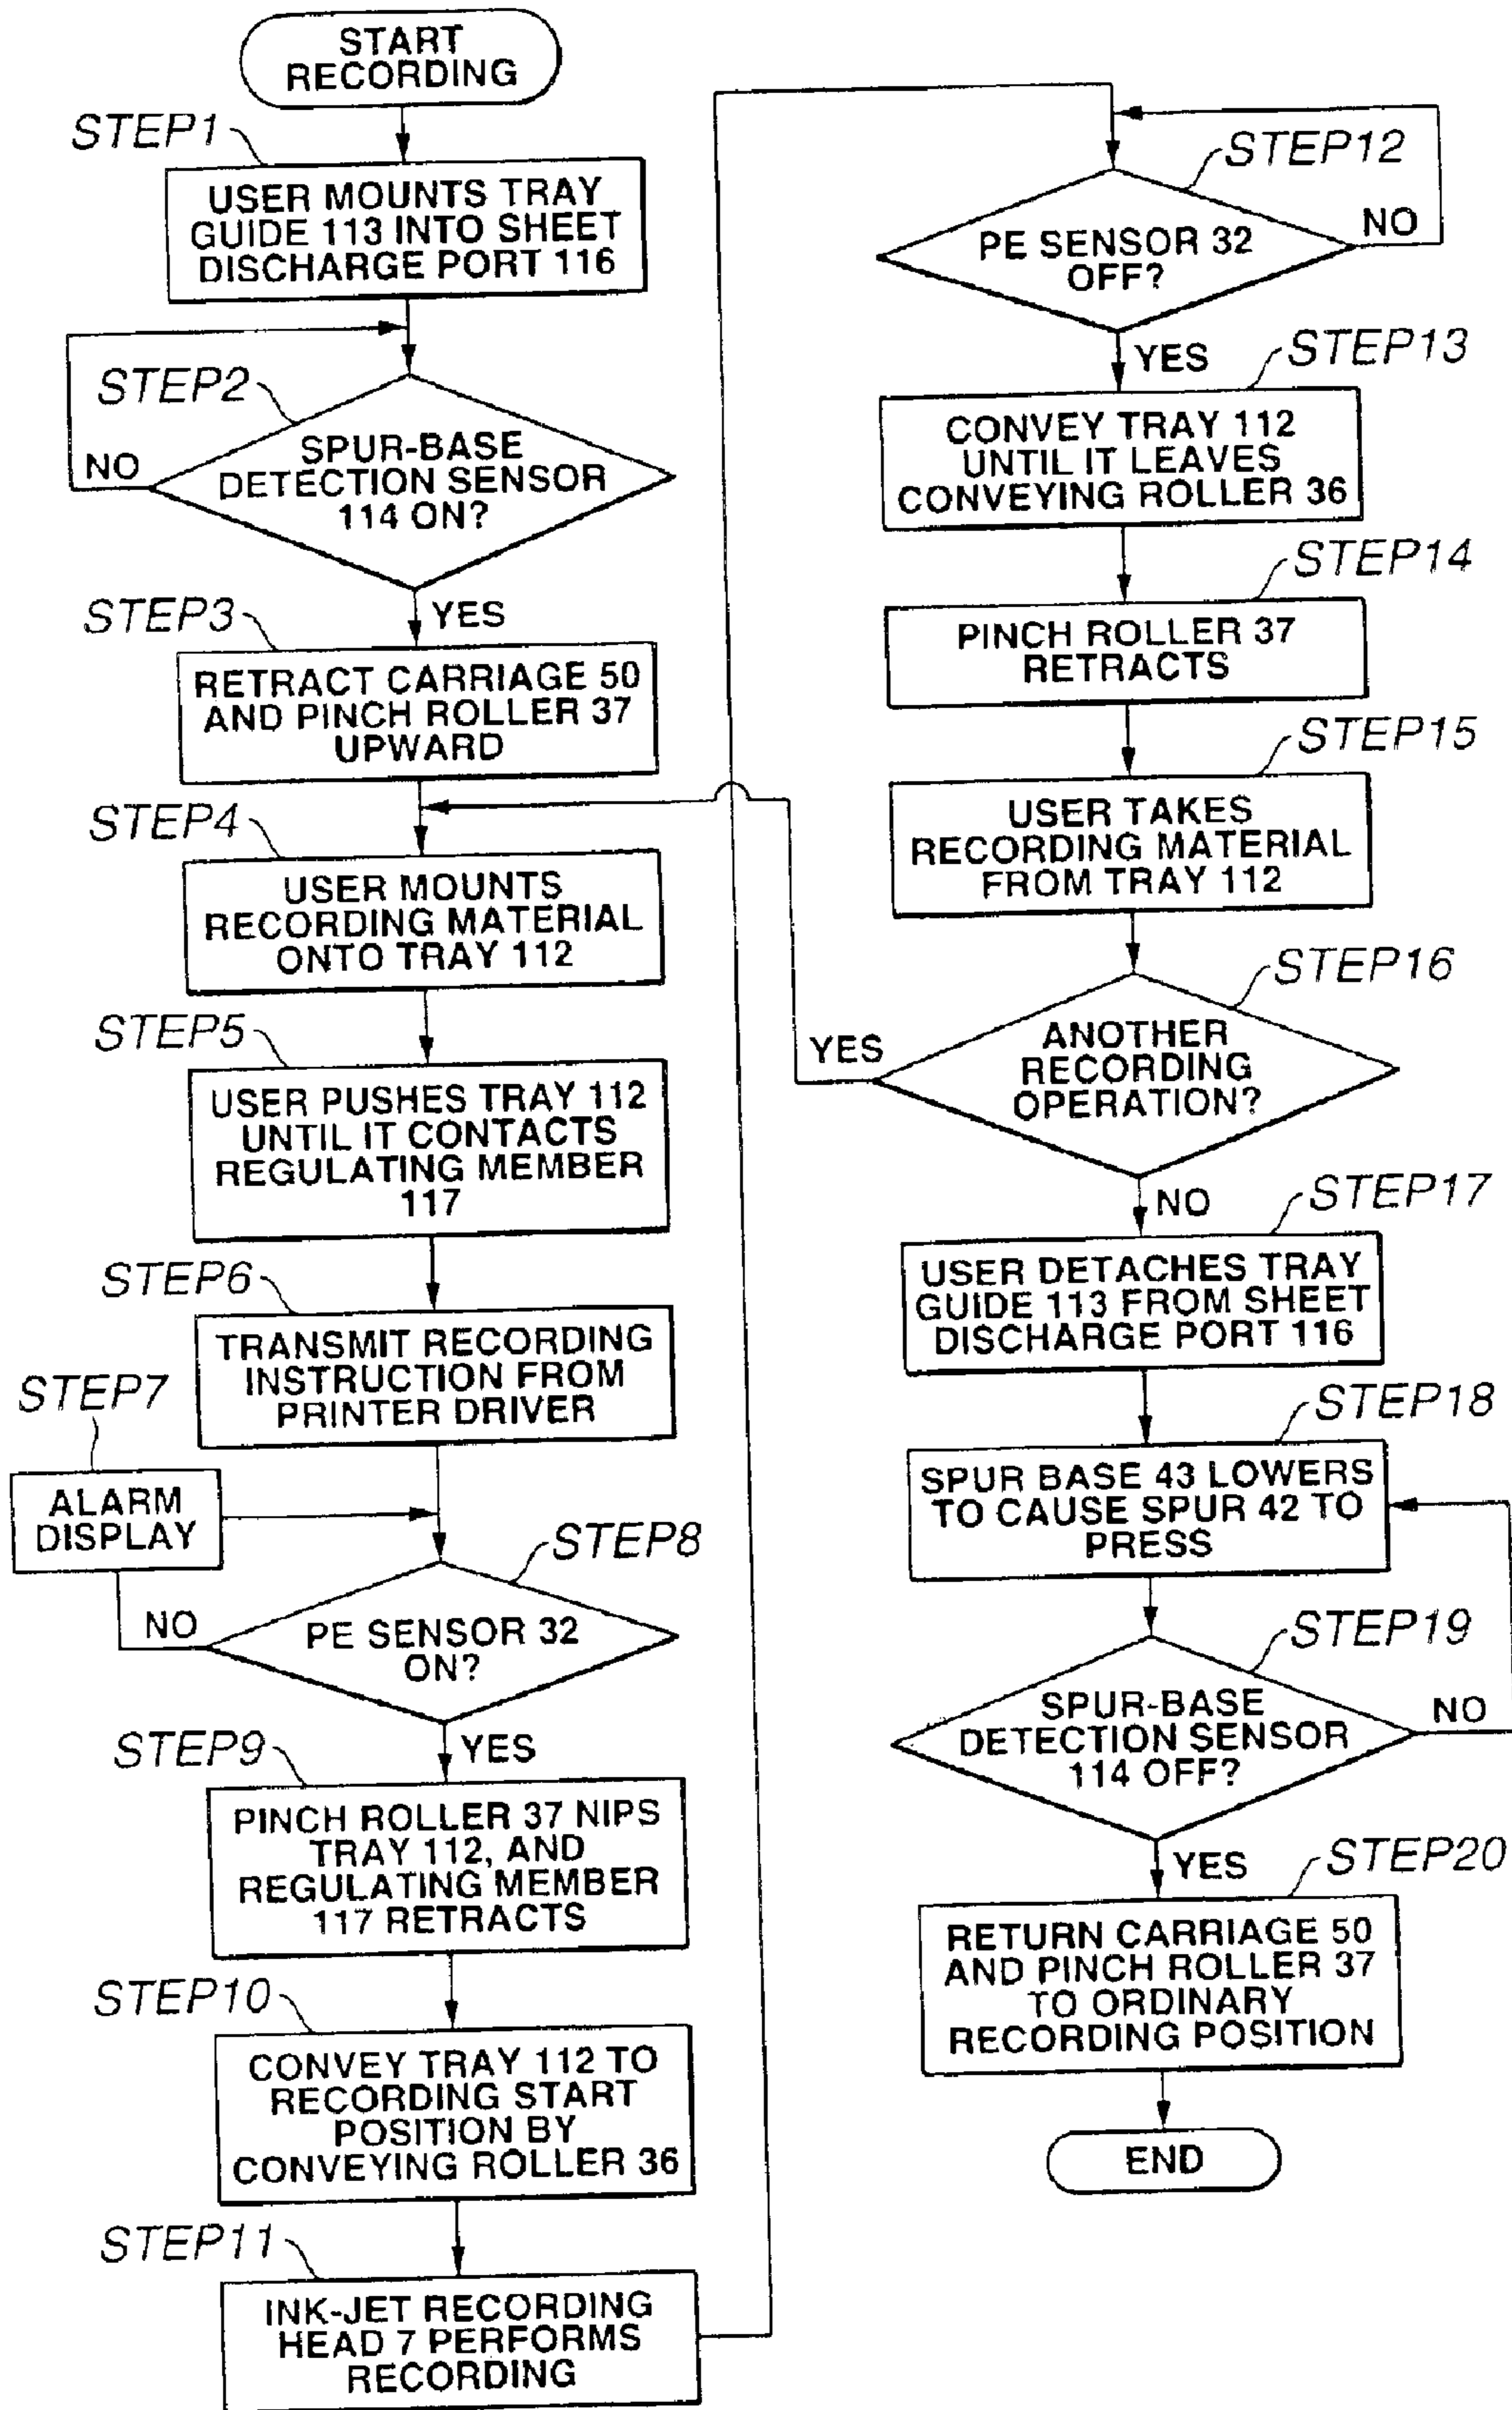 START
RECORDING
STEP1
USER MOUNTS TRAY
GUIDE 113 INTO SHEET
DISCHARGE PORT 116
STEP2
SPUR-BASE
DETECTION SENSOR
114 ON?
NO
YES
STEP3
RETRACT CARRIAGE 50
AND PINCH ROLLER 37
UPWARD
STEP4
USER MOUNTS
RECORDING MATERIAL
ONTO TRAY 112
STEP5
USER PUSHES TRAY 112
UNTIL IT CONTACTS
REGULATING MEMBER
117
STEP6
TRANSMIT RECORDING
INSTRUCTION FROM
PRINTER DRIVER
STEP7
ALARM
DISPLAY
STEP8
PE SENSOR 32
ON?
NO
YES
STEP9
PINCH ROLLER 37 NIPS
TRAY 112, AND
REGULATING MEMBER
117 RETRACTS
STEP10
CONVEY TRAY 112 TO
RECORDING START
POSITION BY
CONVEYING ROLLER 36
STEP11
INK-JET RECORDING
HEAD 7 PERFORMS
RECORDING
STEP12
PE SENSOR 32
OFF?
NO
YES
STEP13
CONVEY TRAY 112
UNTIL IT LEAVES
CONVEYING ROLLER 36
STEP14
PINCH ROLLER 37
RETRACTS
STEP15
USER TAKES
RECORDING MATERIAL
FROM TRAY 112
STEP16
ANOTHER
RECORDING
OPERATION?
YES
NO
STEP17
USER DETACHES TRAY
GUIDE 113 FROM SHEET
DISCHARGE PORT 116
STEP18
SPUR BASE 43 LOWERS
TO CAUSE SPUR 42 TO
PRESS
STEP19
SPUR-BASE
DETECTION SENSOR
114 OFF?
NO
YES
STEP20
RETURN CARRIAGE 50
AND PINCH ROLLER 37
TO ORDINARY
RECORDING POSITION
END